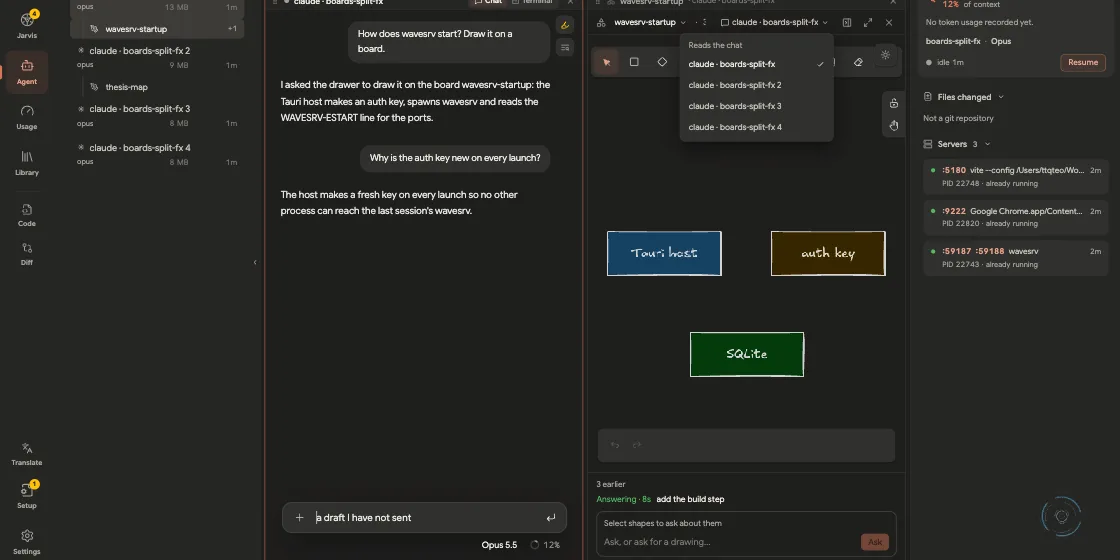 4
Jarvis
Agent
Usage
Library
Code
Diff
Translate
1
Setup
Settings
opus 13 MB 1m
wavesrv-startup +1
claude · boards-split-fx 2
opus 9 MB 1m
thesis-map
claude · boards-split-fx 3
opus 8 MB 1m
claude · boards-split-fx 4
opus 8 MB 1m
claude · boards-split-fx Chat Terminal
How does wavesrv start? Draw it on a
board.
I asked the drawer to draw it on the board wavesrv-startup: the
Tauri host makes an auth key, spawns wavesrv and reads the
WAVESRV-ESTART line for the ports.
Why is the auth key new on every launch?
The host makes a fresh key on every launch so no other
process can reach the last session's wavesrv.
a draft I have not sent
Opus 5.5 12%
wavesrv-startup · claude · boards-split-fx
wavesrv-startup claude · boards-split-fx
Reads the chat
claude · boards-split-fx
claude · boards-split-fx 2
claude · boards-split-fx 3
claude · boards-split-fx 4
Tauri host
auth key
SQLite
3 earlier
Answering · 8s add the build step
Select shapes to ask about them
Ask, or ask for a drawing...
Ask
12%
of context
No token usage recorded yet.
boards-split-fx · Opus
idle 1m Resume
Files changed
Not a git repository
Servers 3
:5180 vite --config /Users/ttqteo/Wo... 2m
PID 22748 · already running
:9222 Google Chrome.app/Content... 2m
PID 22820 · already running
:59187 :59188 wavesrv 2m
PID 22743 · already running